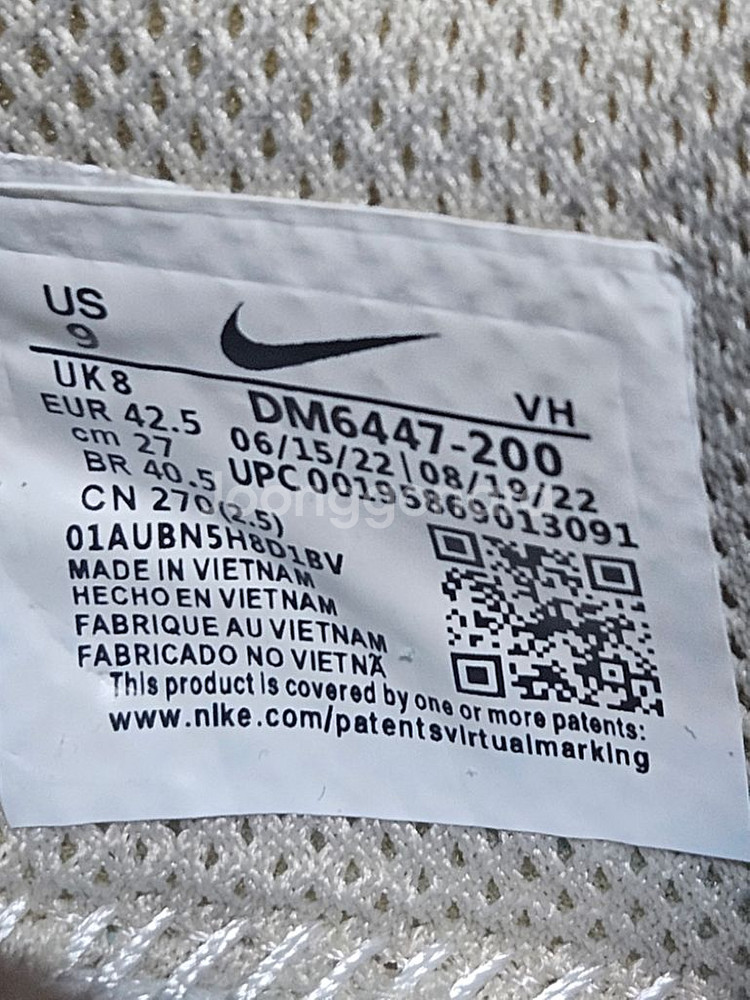 US
9
UK 8
VH
EUR 42.5
DM6447-200
cm 27
06/15/22|08/19/22
BR 40.5
UPC 00195869013091
CN 270(2.5)
01AUBN5H8D1BV
MADE IN VIETNAM
HECHO EN VIETNAM
FABRIQUE AU VIETNAM
FABRICADO NO VIETNÃ
This product is covered by one or more patents:
www.nike.com/patentsvirtualmarking